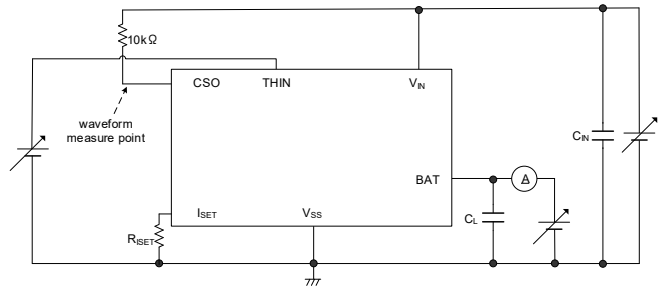 10kΩ
CSO
THIN
VIN
waveform
measure point
CIN
BAT
A
ISET
VSS
CL
RISET